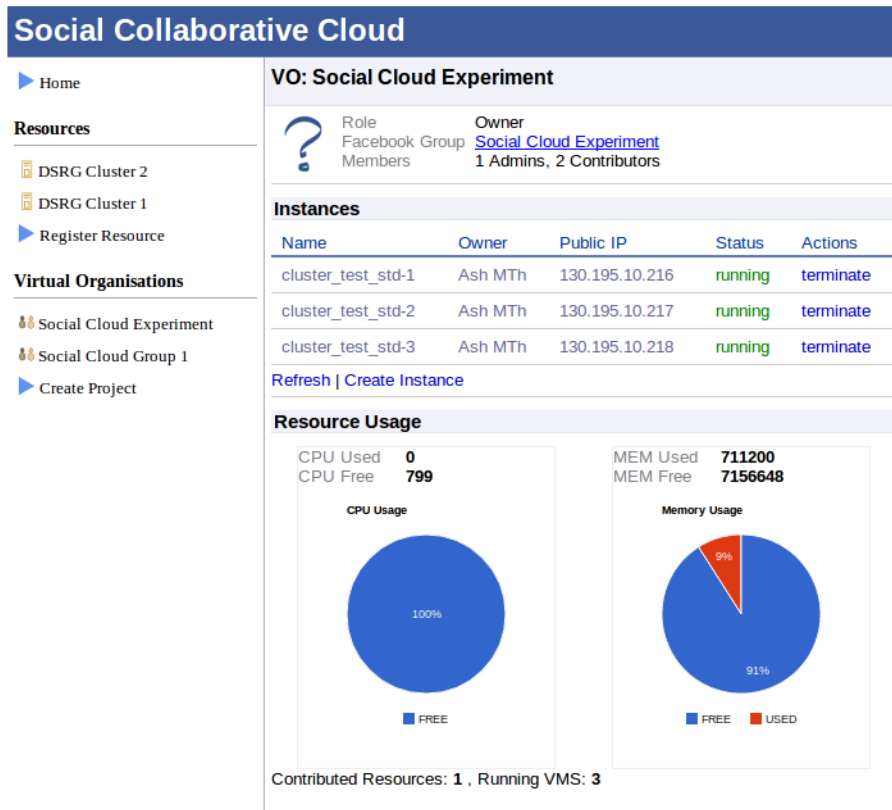 Social Collaborative Cloud
Home
Resources
DSRG Cluster 2
DSRG Cluster 1
Register Resource
Virtual Organisations
Social Cloud Experiment
Social Cloud Group 1
Create Project
VO: Social Cloud Experiment
?
Role Owner
Facebook Group Social Cloud Experiment
Members 1 Admins, 2 Contributors
Instances
Name Owner Public IP Status Actions
cluster_test_std-1 Ash MTh 130.195.10.216 running terminate
cluster_test_std-2 Ash MTh 130.195.10.217 running terminate
cluster_test_std-3 Ash MTh 130.195.10.218 running terminate
Refresh | Create Instance
Resource Usage
CPU Used 0
CPU Free 799
CPU Usage
100%
FREE
MEM Used 711200
MEM Free 7156648
Memory Usage
9%
91%
FREE USED
Contributed Resources: 1 , Running VMS: 3